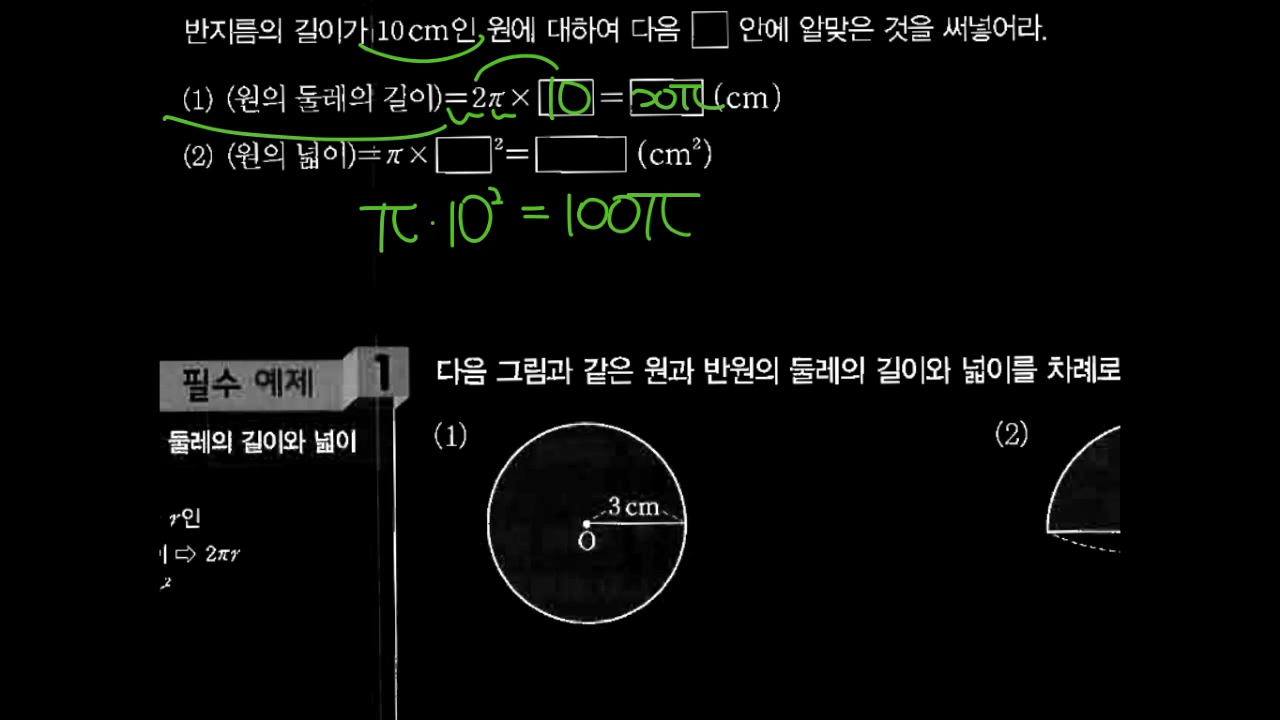 반지름의 길이가 10 cm인 원에 대하여 다음 □ 안에 알맞은 것을 써넣어라.
(1) (원의 둘레의 길이)=2π×10=20π(cm)
(2) (원의 넓이)=π×□²=□(cm²)
π·10²=100π
필수 예제 1
다음 그림과 같은 원과 반원의 둘레의 길이와 넓이를 차례로
둘레의 길이와 넓이
(1)
(2)
3 cm
O
r인
⇨ 2πr